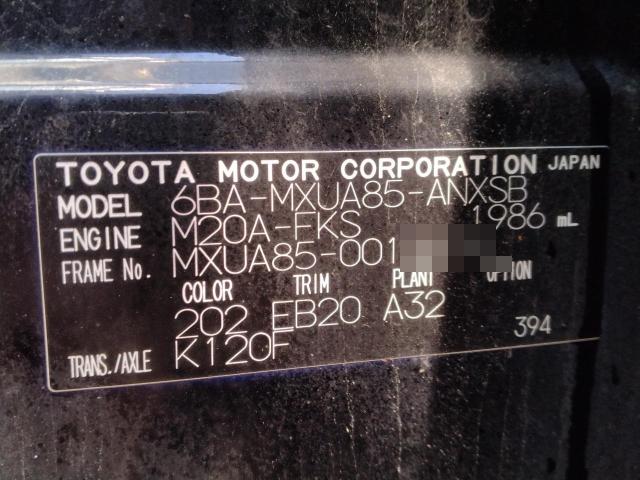 TOYOTA MOTOR CORPORATION JAPAN
MODEL 6BA-MXUA85-ANXSB
ENGINE M20A-FKS 1986 mL
FRAME No. MXUA85-001
COLOR TRIM PLANT OPTION
202 EB20 A32
TRANS./AXLE K120F 394